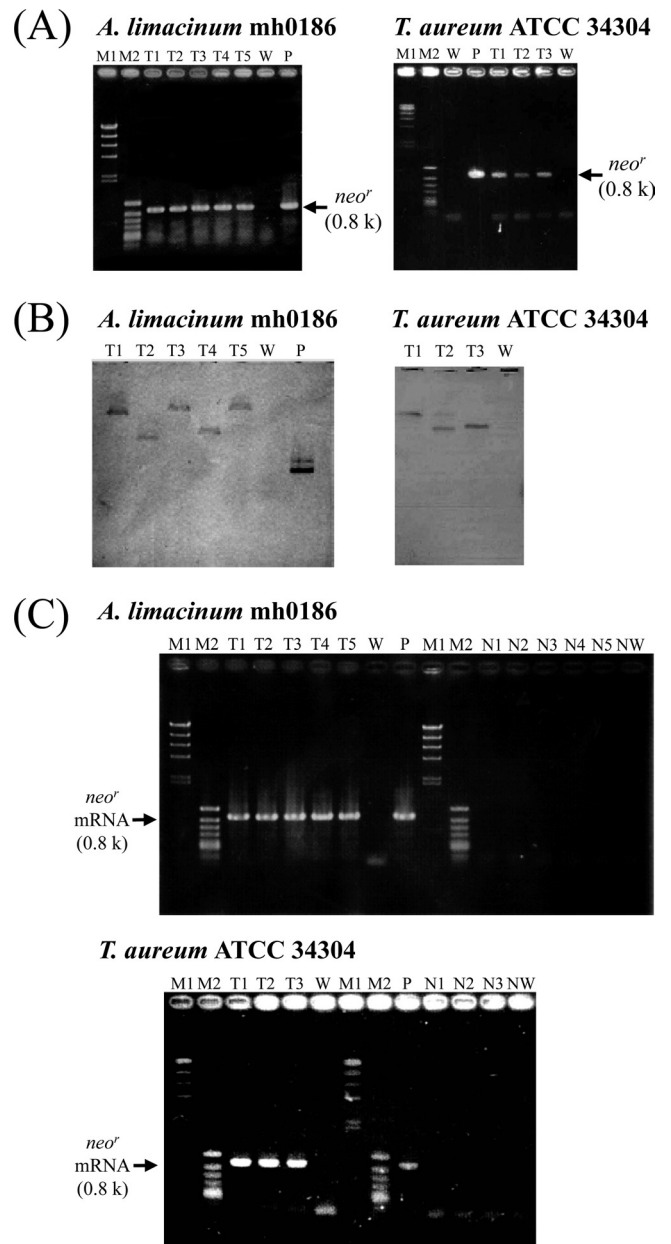 (A) A. limacinum mh0186 T. aureum ATCC 34304
M1 M2 T1 T2 T3 T4 T5 W P
M1 M2 W P T1 T2 T3 W
neoʳ
(0.8 k)
neoʳ
(0.8 k)
(B) A. limacinum mh0186 T. aureum ATCC 34304
T1 T2 T3 T4 T5 W P
T1 T2 T3 W
(C) A. limacinum mh0186
M1 M2 T1 T2 T3 T4 T5 W P M1 M2 N1 N2 N3 N4 N5 NW
neoʳ
mRNA
(0.8 k)
T. aureum ATCC 34304
M1 M2 T1 T2 T3 W M1 M2 P N1 N2 N3 NW
neoʳ
mRNA
(0.8 k)